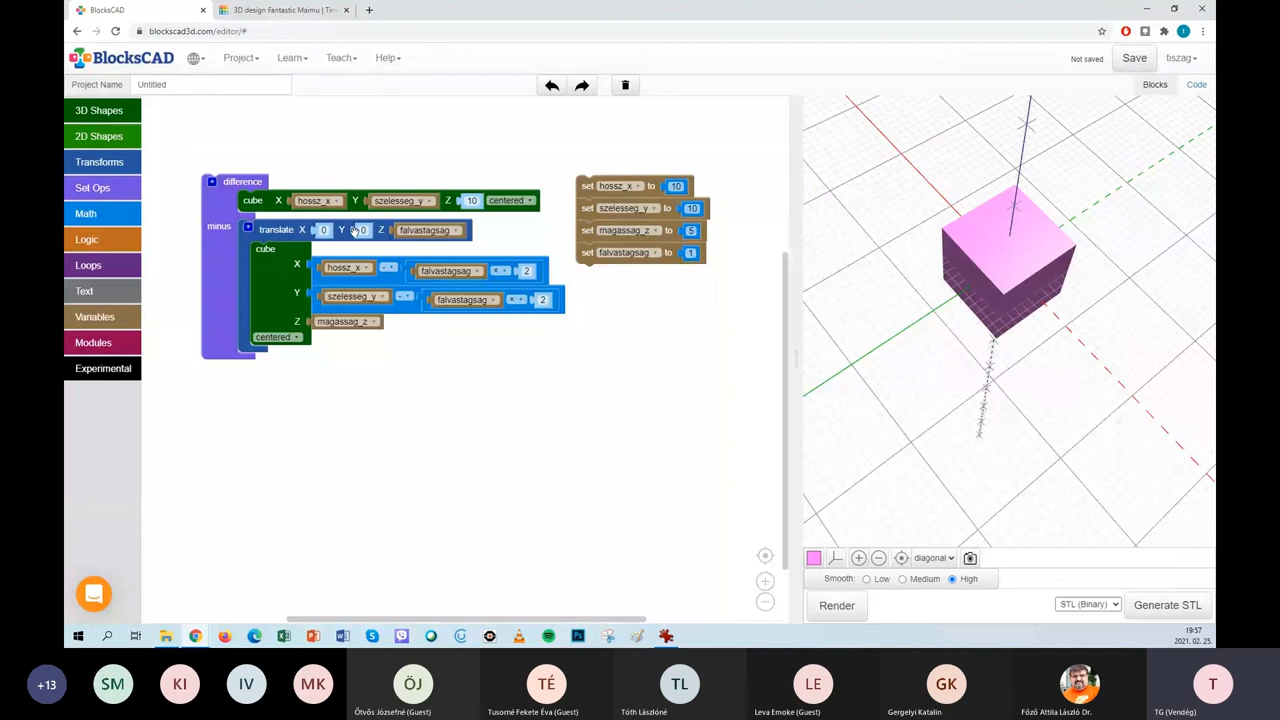 BlocksCAD
3D design Fantastic Maimu | Tin
blockscad3d.com/editor/#
BlocksCAD
Project
Learn
Teach
Help
Not saved
Save
tiszag
Project Name
Untitled
Blocks
Code
3D Shapes
2D Shapes
Transforms
Set Ops
Math
Logic
Loops
Text
Variables
Modules
Experimental
difference
cube X hossz_x Y szelesseg_y Z 10 centered
minus
translate X 0 Y 0 Z falvastagsag
cube
X hossz_x - falvastagsag × 2
Y szelesseg_y - falvastagsag × 2
Z magassag_z
centered
set hossz_x to 10
set szelesseg_y to 10
set magassag_z to 5
set falvastagsag to 1
diagonal
Smooth: Low Medium High
Render
STL (Binary)
Generate STL
19:57
2021. 02. 25.
+13
SM
KI
IV
MK
ÖJ
Ötvös Józsefné (Guest)
TÉ
Tusorné Fekete Éva (Guest)
TL
Tóth Lászlóné
LE
Leva Emoke (Guest)
GK
Gergelyi Katalin
Főző Attila László Dr.
T
TG (Vendég)